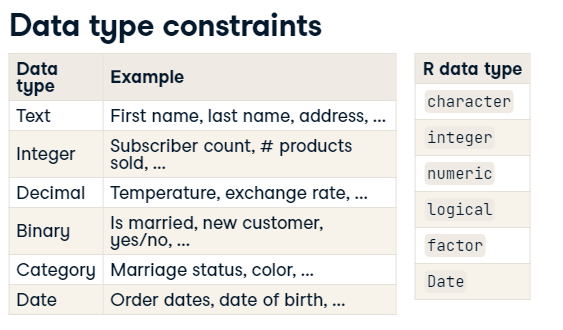 Data type constraints
Data
type
Example
Text
First name, last name, address, ...
Integer
Subscriber count, # products
sold, ...
Decimal
Temperature, exchange rate, ...
Binary
Is married, new customer,
yes/no, ...
Category
Marriage status, color, ...
Date
Order dates, date of birth, ...
R data type
character
integer
numeric
logical
factor
Date